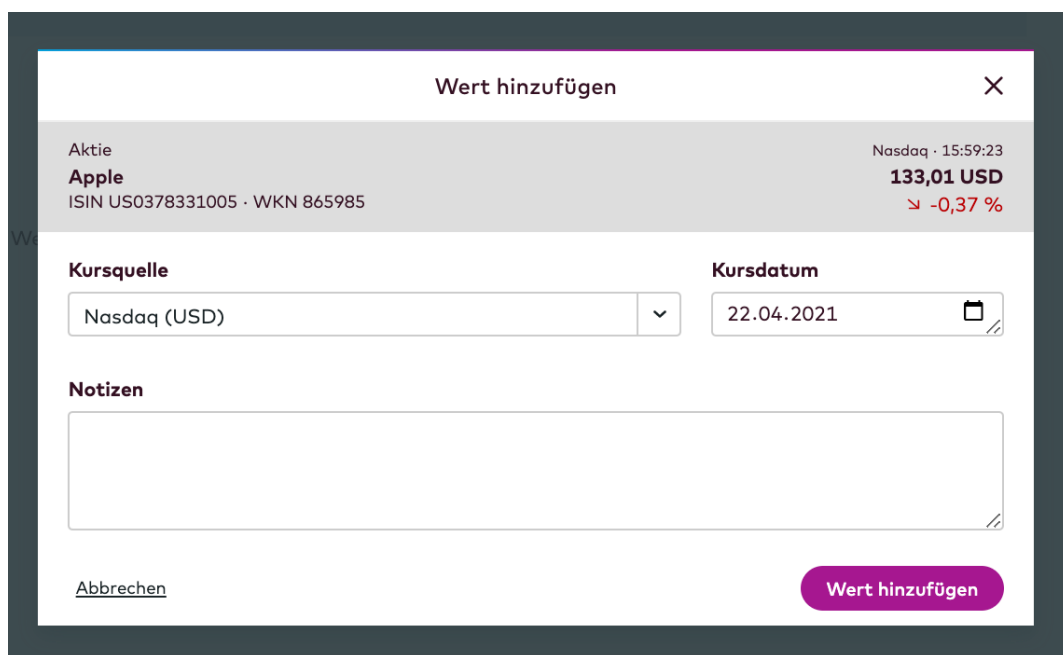 Wert hinzufügen
Aktie
Nasdaq · 15:59:23
Apple
133,01 USD
ISIN US0378331005 · WKN 865985
↘ -0,37 %
We
Kursquelle
Kursdatum
Nasdaq (USD)
22.04.2021
Notizen
Abbrechen
Wert hinzufügen